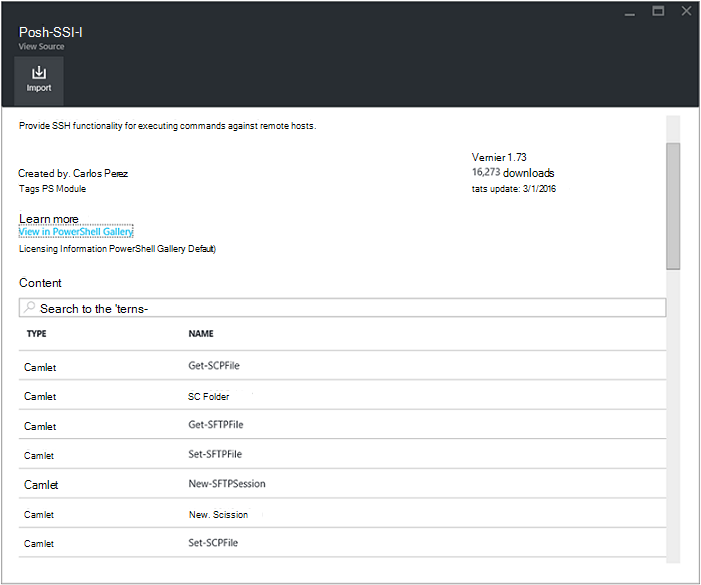 Posh-SSI-I
View Source
Import
Provide SSH functionality for executing commands against remote hosts.
Vernier 1.73
Created by. Carlos Perez
16,273 downloads
Tags PS Module
tats update: 3/1/2016
Learn more
View in PowerShell Gallery
Licensing Information PowerShell Gallery Default)
Content
Search to the 'terns-
TYPE NAME
Camlet Get-SCPFile
Camlet SC Folder
Camlet Get-SFTPFile
Camlet Set-SFTPFile
Camlet New-SFTPSession
Camlet New. Scission
Camlet Set-SCPFile